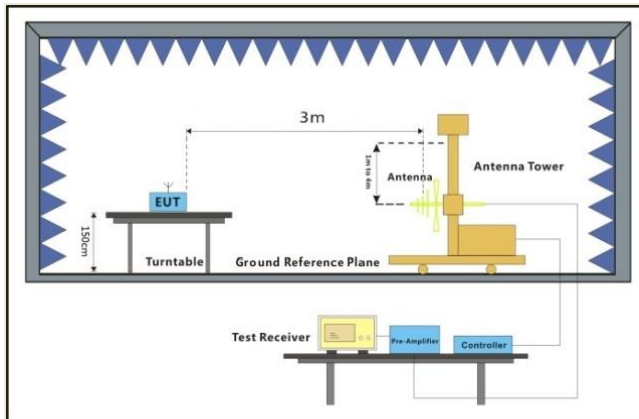 3m
1m to 4m
Antenna
Antenna Tower
EUT
150cm
Turntable
Ground Reference Plane
Test Receiver
Pre-Amplifier
Controller